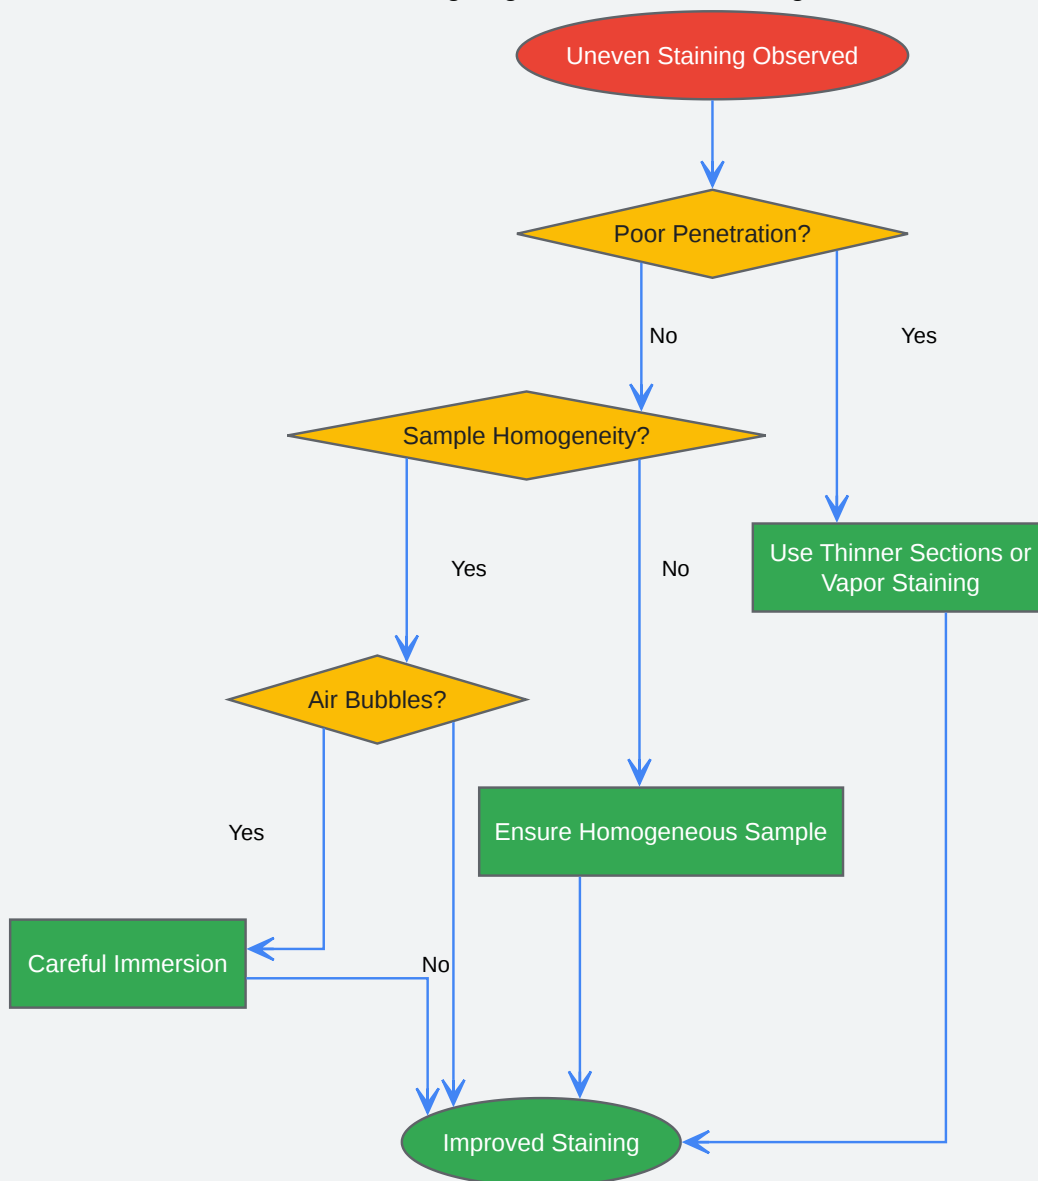 Uneven Staining Observed
Poor Penetration?
No
Yes
Sample Homogeneity?
Use Thinner Sections or
Vapor Staining
Yes
No
Air Bubbles?
Yes
Ensure Homogeneous Sample
Careful Immersion
No
Improved Staining